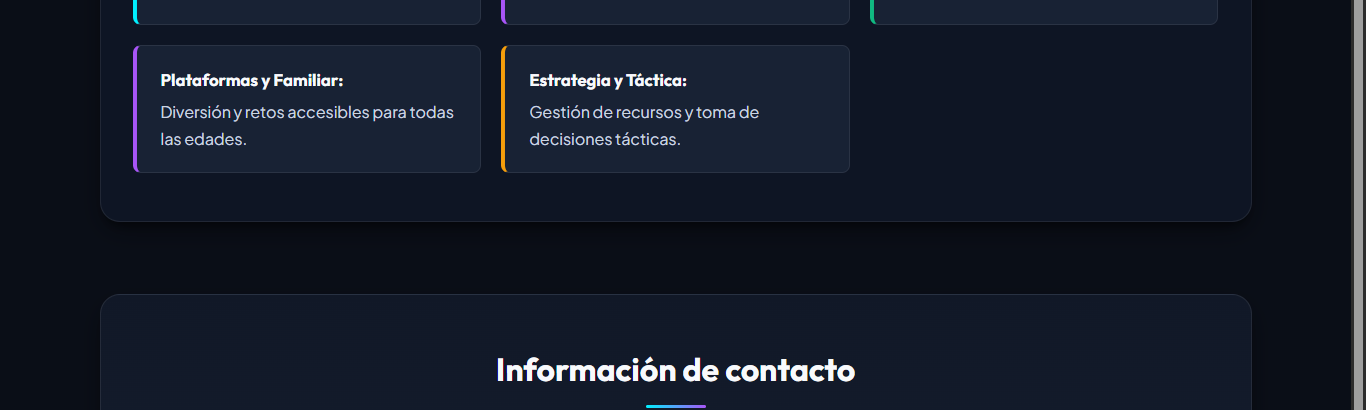 Plataformas y Familiar:
Diversión y retos accesibles para todas
las edades.
Estrategia y Táctica:
Gestión de recursos y toma de
decisiones tácticas.
Información de contacto